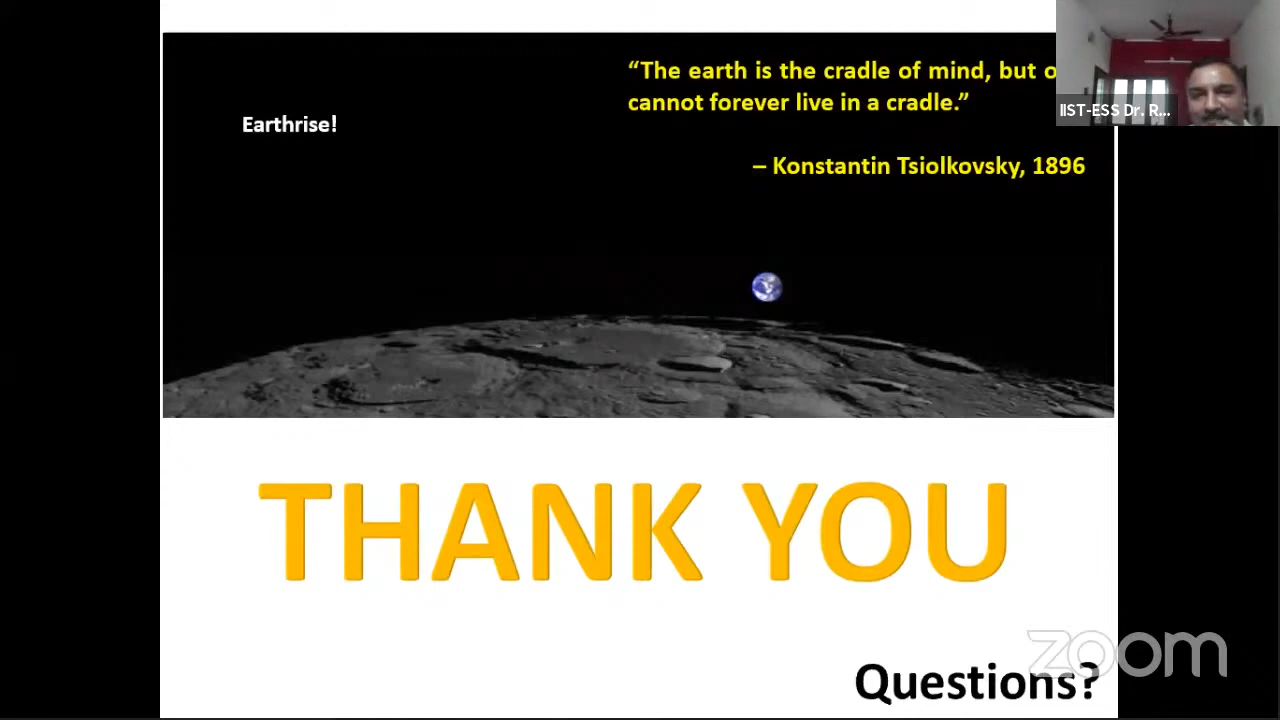 “The earth is the cradle of mind, but
cannot forever live in a cradle.”
Earthrise!
– Konstantin Tsiolkovsky, 1896
IIST-ESS Dr. R...
THANK YOU
zoom
Questions?